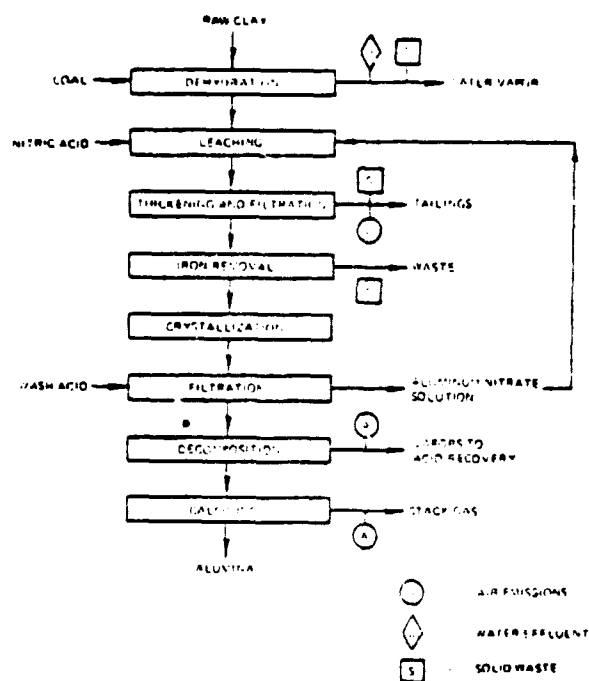 RAW CLAY
COAL
DEHYDRATION
WATER VAPOR
NITRIC ACID
LEACHING
THICKENING AND FILTRATION
TAILINGS
IRON REMOVAL
WASTE
CRYSTALLIZATION
WASH ACID
FILTRATION
ALUMINUM NITRATE
SOLUTION
DECOMPOSITION
VAPORS TO
ACID RECOVERY
CALCINING
STACK GAS
A
ALUMINA
AIR EMISSIONS
WATER EFFLUENT
S
SOLID WASTE